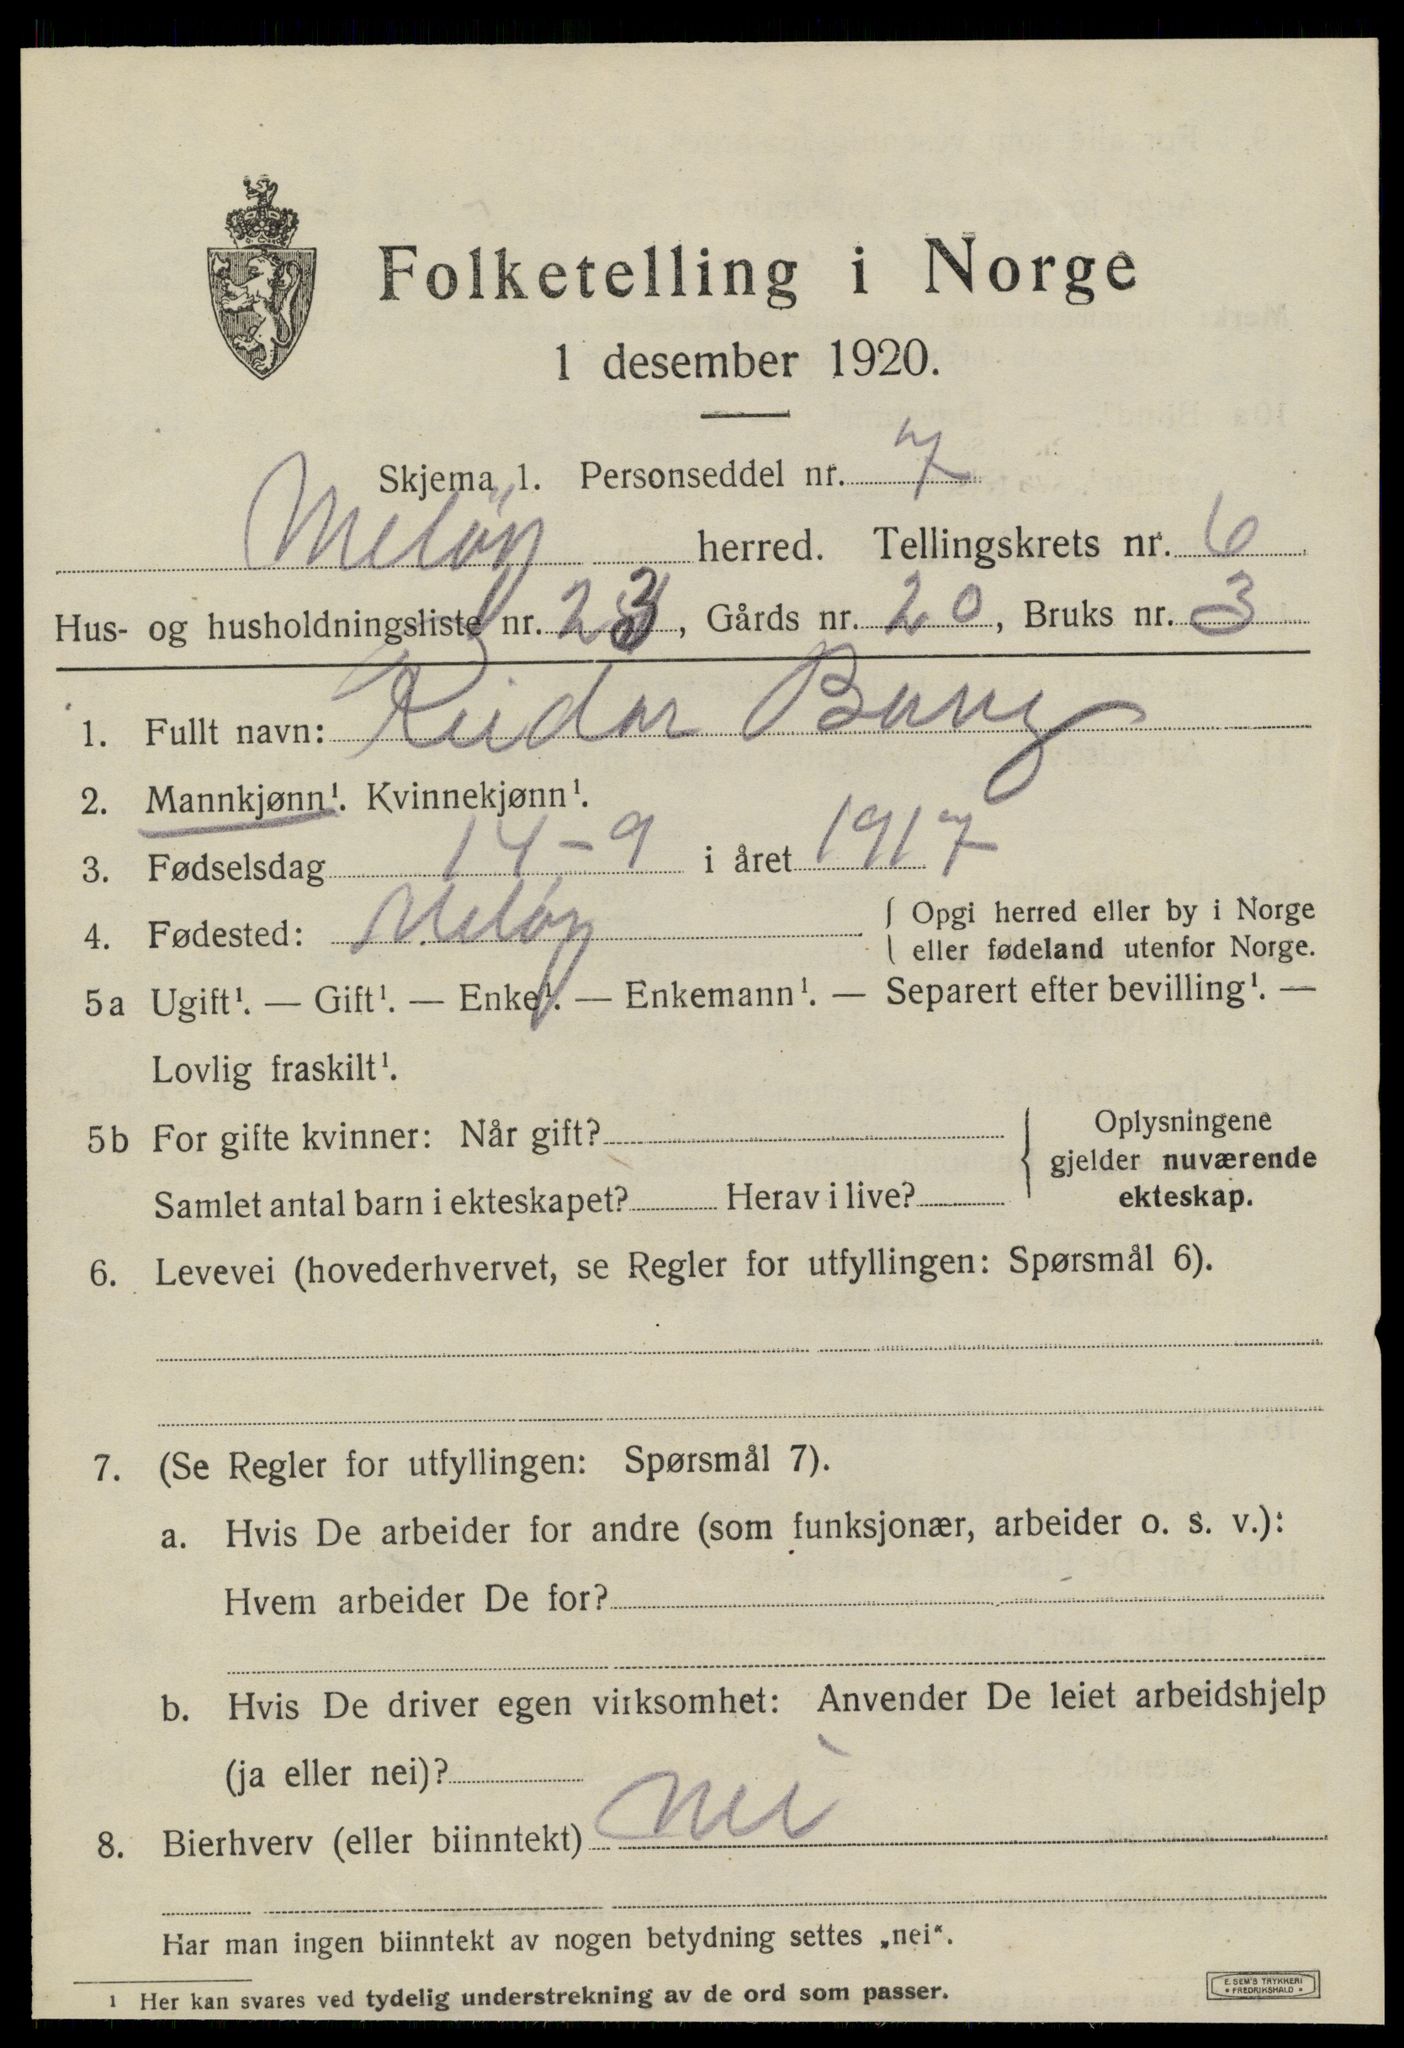 Folketelling i Norge
1 desember 1920.
Skjema 1. Personseddel nr. 7
Meløy herred. Tellingskrets nr. 6
Hus- og husholdningsliste nr. 23, Gårds nr. 20, Bruks nr. 3
1. Fullt navn: Reidar Bang
2. Mannkjønn¹. Kvinnekjønn¹.
3. Fødselsdag 14-9 i året 1917
4. Fødested: Meløy { Opgi herred eller by i Norge
eller fødeland utenfor Norge.
5a Ugift¹. — Gift¹. — Enke¹. — Enkemann¹. — Separert efter bevilling¹. —
Lovlig fraskilt¹.
5b For gifte kvinner: Når gift?
Samlet antal barn i ekteskapet? Herav i live?
{ Oplysningene
gjelder nuværende
ekteskap.
6. Levevei (hovederhvervet, se Regler for utfyllingen: Spørsmål 6).
7. (Se Regler for utfyllingen: Spørsmål 7).
a. Hvis De arbeider for andre (som funksjonær, arbeider o. s. v.):
Hvem arbeider De for?
b. Hvis De driver egen virksomhet: Anvender De leiet arbeidshjelp
(ja eller nei)?
8. Bierhverv (eller biinntekt) nei
Har man ingen biinntekt av nogen betydning settes „nei“.
¹ Her kan svares ved tydelig understrekning av de ord som passer.
E. SEM'S TRYKKERI
FREDRIKSHALD